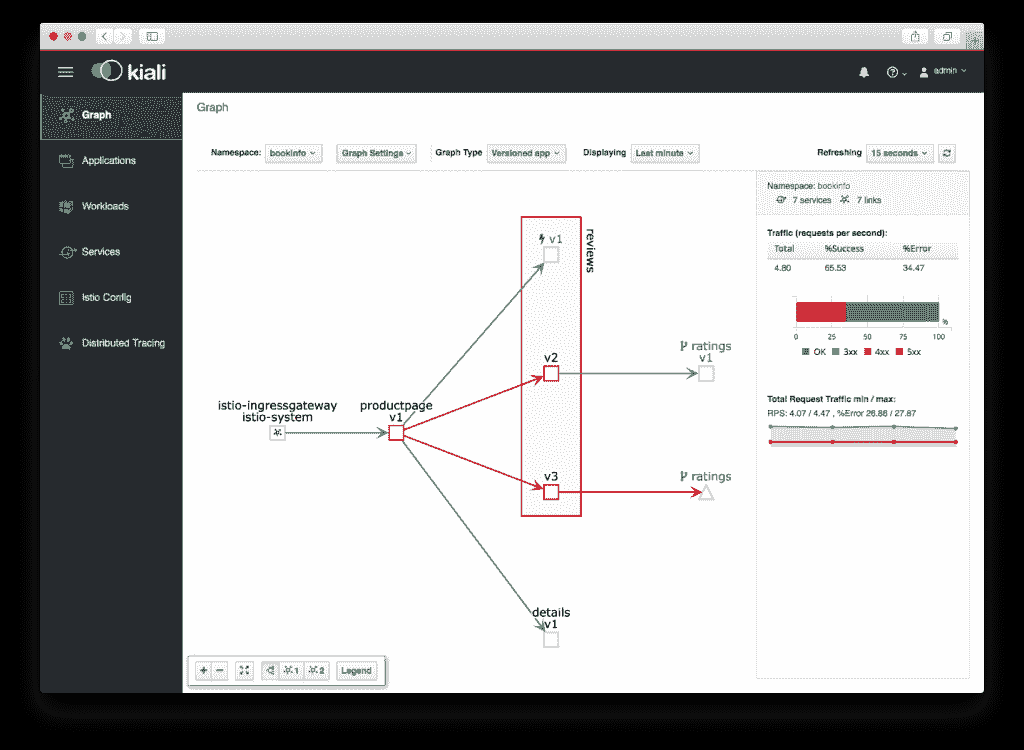 kiali
admin
Graph
Applications
Workloads
Services
Istio Config
Distributed Tracing
Graph
Namespace: bookinfo Graph Settings Graph Type Versioned app Displaying Last minute Refreshing 15 seconds
v1
reviews
v2
ratings
v1
istio-ingressgateway
istio-system
productpage
v1
v3
ratings
details
v1
+ - 1 2 Legend
Namespace: bookinfo
7 services 7 links
Traffic (requests per second):
Total %Success %Error
4.80 65.53 34.47
%
0 25 50 75 100
OK 3xx 4xx 5xx
Total Request Traffic min / max:
RPS: 4.07 / 4.47 , %Error 26.86 / 27.87